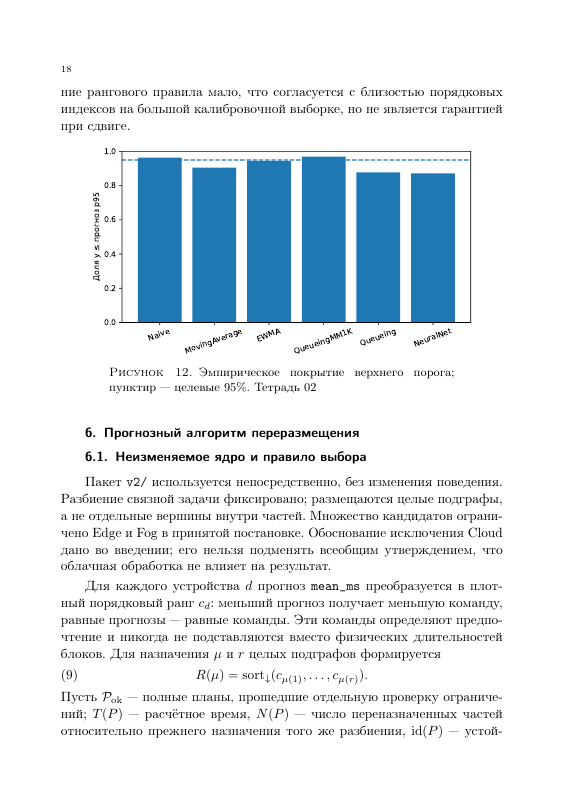 18
ние рангового правила мало, что согласуется с близостью порядковых
индексов на большой калибровочной выборке, но не является гарантией
при сдвиге.
1.0
0.8
0.6
0.4
0.2
0.0
Доля y ≤ прогноз p95
Naive
MovingAverage
EWMA
QueueingMM1K
Queueing
NeuralNet
Рисунок 12. Эмпирическое покрытие верхнего порога;
пунктир — целевые 95%. Тетрадь 02
6. Прогнозный алгоритм переразмещения
6.1. Неизменяемое ядро и правило выбора
Пакет v2/ используется непосредственно, без изменения поведения.
Разбиение связной задачи фиксировано; размещаются целые подграфы,
а не отдельные вершины внутри частей. Множество кандидатов ограни-
чено Edge и Fog в принятой постановке. Обоснование исключения Cloud
дано во введении; его нельзя подменять всеобщим утверждением, что
облачная обработка не влияет на результат.
Для каждого устройства d прогноз mean_ms преобразуется в плот-
ный порядковый ранг c_d: меньший прогноз получает меньшую команду,
равные прогнозы — равные команды. Эти команды определяют предпо-
чтение и никогда не подставляются вместо физических длительностей
блоков. Для назначения μ и r целых подграфов формируется
(9) R(μ) = sort↓(c_{μ(1)}, . . . , c_{μ(r)}).
Пусть 𝒫_ok — полные планы, прошедшие отдельную проверку ограниче-
ний; T(P) — расчётное время, N(P) — число переназначенных частей
относительно прежнего назначения того же разбиения, id(P) — устой-